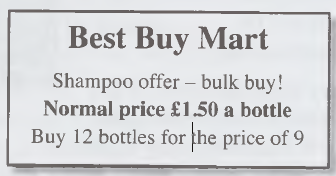 Best Buy Mart
Shampoo offer – bulk buy!
Normal price £1.50 a bottle
Buy 12 bottles for the price of 9